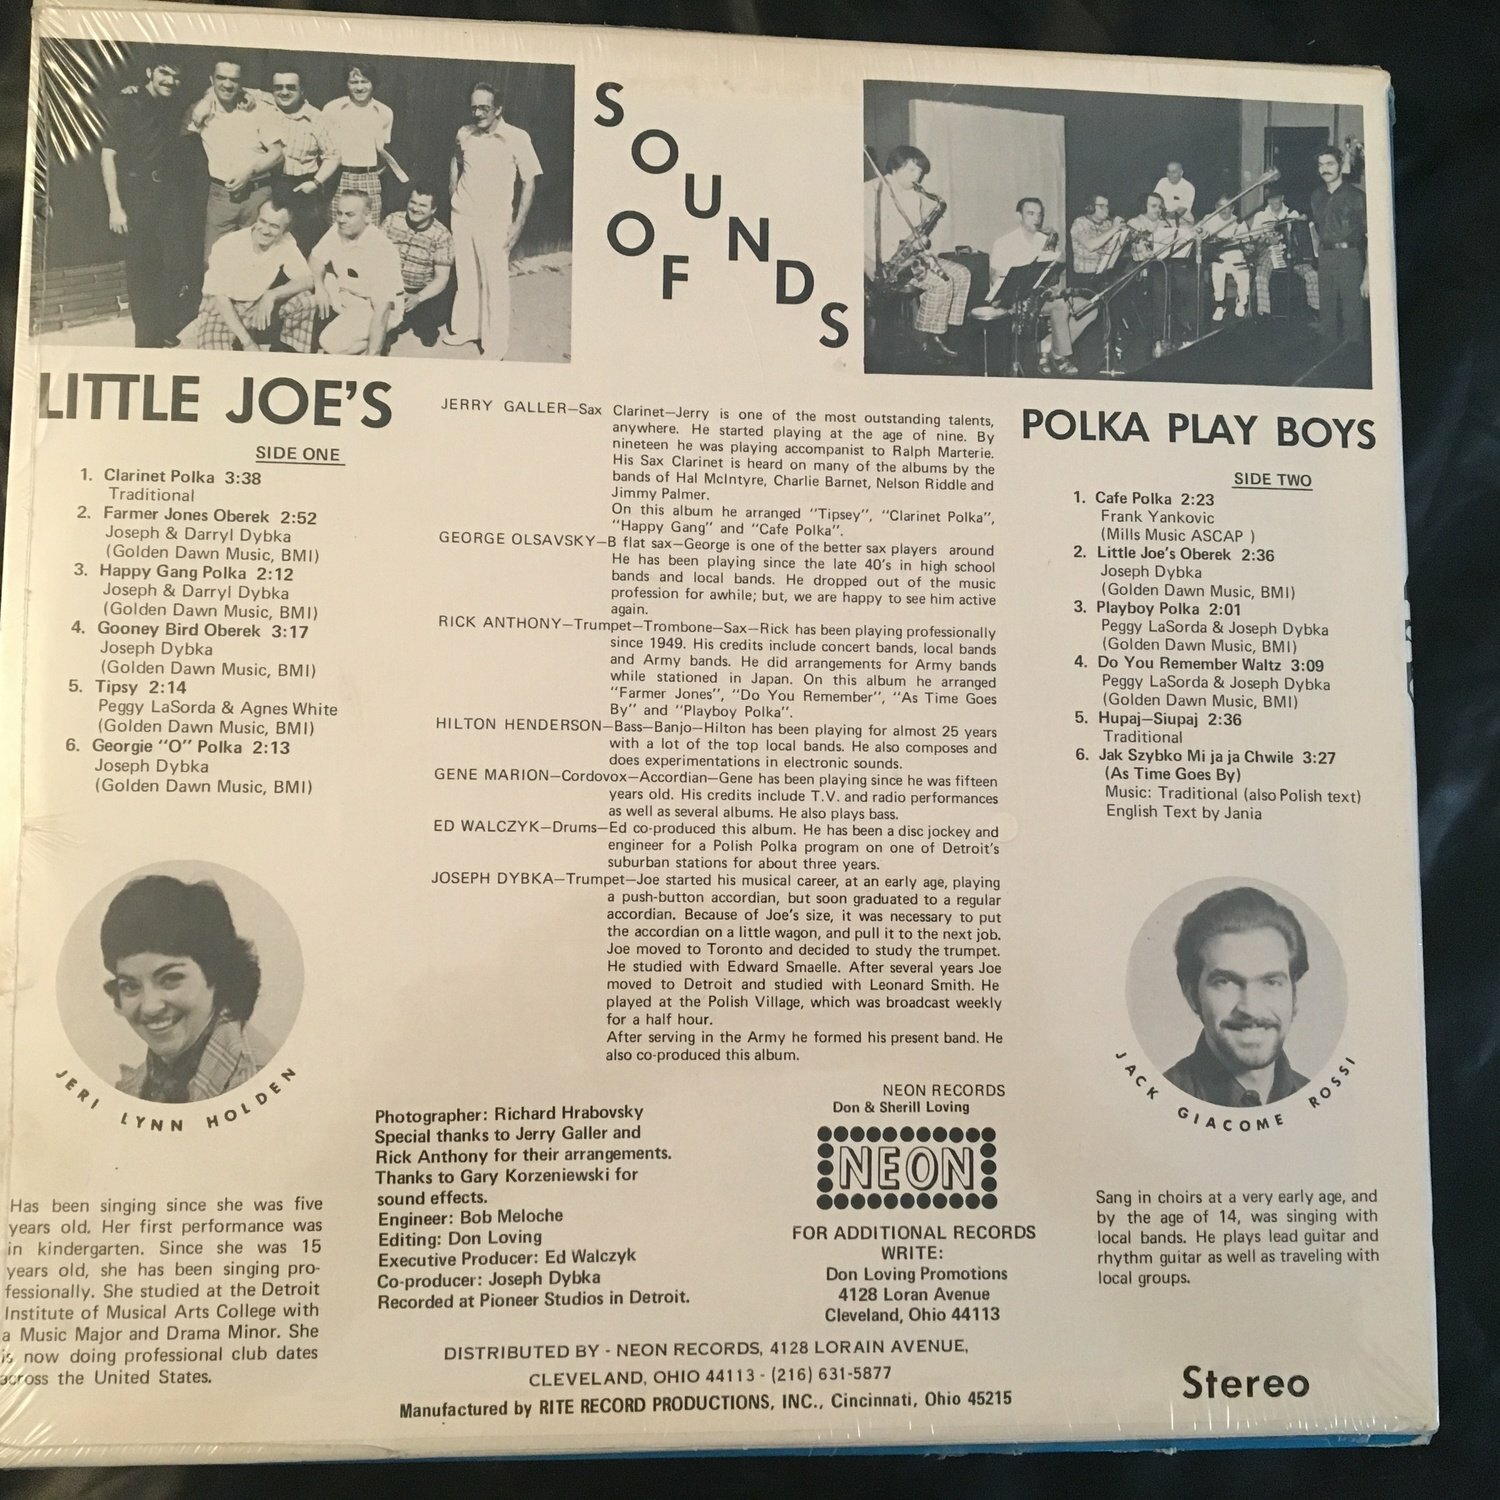 SOUNDS
OF
LITTLE JOE'S
POLKA PLAY BOYS
SIDE ONE
1. Clarinet Polka 3:38
Traditional
2. Farmer Jones Oberek 2:52
Joseph & Darryl Dybka
(Golden Dawn Music, BMI)
3. Happy Gang Polka 2:12
Joseph & Darryl Dybka
(Golden Dawn Music, BMI)
4. Gooney Bird Oberek 3:17
Joseph Dybka
(Golden Dawn Music, BMI)
5. Tipsy 2:14
Peggy LaSorda & Agnes White
(Golden Dawn Music, BMI)
6. Georgie "O" Polka 2:13
Joseph Dybka
(Golden Dawn Music, BMI)
JERI LYNN HOLDEN
Has been singing since she was five
years old. Her first performance was
in kindergarten. Since she was 15
years old, she has been singing pro-
fessionally. She studied at the Detroit
Institute of Musical Arts College with
a Music Major and Drama Minor. She
is now doing professional club dates
across the United States.
JERRY GALLER—Sax Clarinet—Jerry is one of the most outstanding talents,
anywhere. He started playing at the age of nine. By
nineteen he was playing accompanist to Ralph Marterie.
His Sax Clarinet is heard on many of the albums by the
bands of Hal McIntyre, Charlie Barnet, Nelson Riddle and
Jimmy Palmer.
On this album he arranged "Tipsey", "Clarinet Polka",
"Happy Gang" and "Cafe Polka".
GEORGE OLSAVSKY—B flat sax—George is one of the better sax players around
He has been playing since the late 40's in high school
bands and local bands. He dropped out of the music
profession for awhile; but, we are happy to see him active
again.
RICK ANTHONY—Trumpet—Trombone—Sax—Rick has been playing professionally
since 1949. His credits include concert bands, local bands
and Army bands. He did arrangements for Army bands
while stationed in Japan. On this album he arranged
"Farmer Jones", "Do You Remember", "As Time Goes
By" and "Playboy Polka".
HILTON HENDERSON—Bass—Banjo—Hilton has been playing for almost 25 years
with a lot of the top local bands. He also composes and
does experimentations in electronic sounds.
GENE MARION—Cordovox—Accordian—Gene has been playing since he was fifteen
years old. His credits include T.V. and radio performances
as well as several albums. He also plays bass.
ED WALCZYK—Drums—Ed co-produced this album. He has been a disc jockey and
engineer for a Polish Polka program on one of Detroit's
suburban stations for about three years.
JOSEPH DYBKA—Trumpet—Joe started his musical career, at an early age, playing
a push-button accordian, but soon graduated to a regular
accordian. Because of Joe's size, it was necessary to put
the accordian on a little wagon, and pull it to the next job.
Joe moved to Toronto and decided to study the trumpet.
He studied with Edward Smaelle. After several years Joe
moved to Detroit and studied with Leonard Smith. He
played at the Polish Village, which was broadcast weekly
for a half hour.
After serving in the Army he formed his present band. He
also co-produced this album.
Photographer: Richard Hrabovsky
Special thanks to Jerry Galler and
Rick Anthony for their arrangements.
Thanks to Gary Korzeniewski for
sound effects.
Engineer: Bob Meloche
Editing: Don Loving
Executive Producer: Ed Walczyk
Co-producer: Joseph Dybka
Recorded at Pioneer Studios in Detroit.
NEON RECORDS
Don & Sherill Loving
NEON
FOR ADDITIONAL RECORDS
WRITE:
Don Loving Promotions
4128 Loran Avenue
Cleveland, Ohio 44113
SIDE TWO
1. Cafe Polka 2:23
Frank Yankovic
(Mills Music ASCAP )
2. Little Joe's Oberek 2:36
Joseph Dybka
(Golden Dawn Music, BMI)
3. Playboy Polka 2:01
Peggy LaSorda & Joseph Dybka
(Golden Dawn Music, BMI)
4. Do You Remember Waltz 3:09
Peggy LaSorda & Joseph Dybka
(Golden Dawn Music, BMI)
5. Hupaj—Siupaj 2:36
Traditional
6. Jak Szybko Mi ja ja Chwile 3:27
(As Time Goes By)
Music: Traditional (also Polish text)
English Text by Jania
JACK GIACOME ROSSI
Sang in choirs at a very early age, and
by the age of 14, was singing with
local bands. He plays lead guitar and
rhythm guitar as well as traveling with
local groups.
DISTRIBUTED BY - NEON RECORDS, 4128 LORAIN AVENUE,
CLEVELAND, OHIO 44113 - (216) 631-5877
Manufactured by RITE RECORD PRODUCTIONS, INC., Cincinnati, Ohio 45215
Stereo